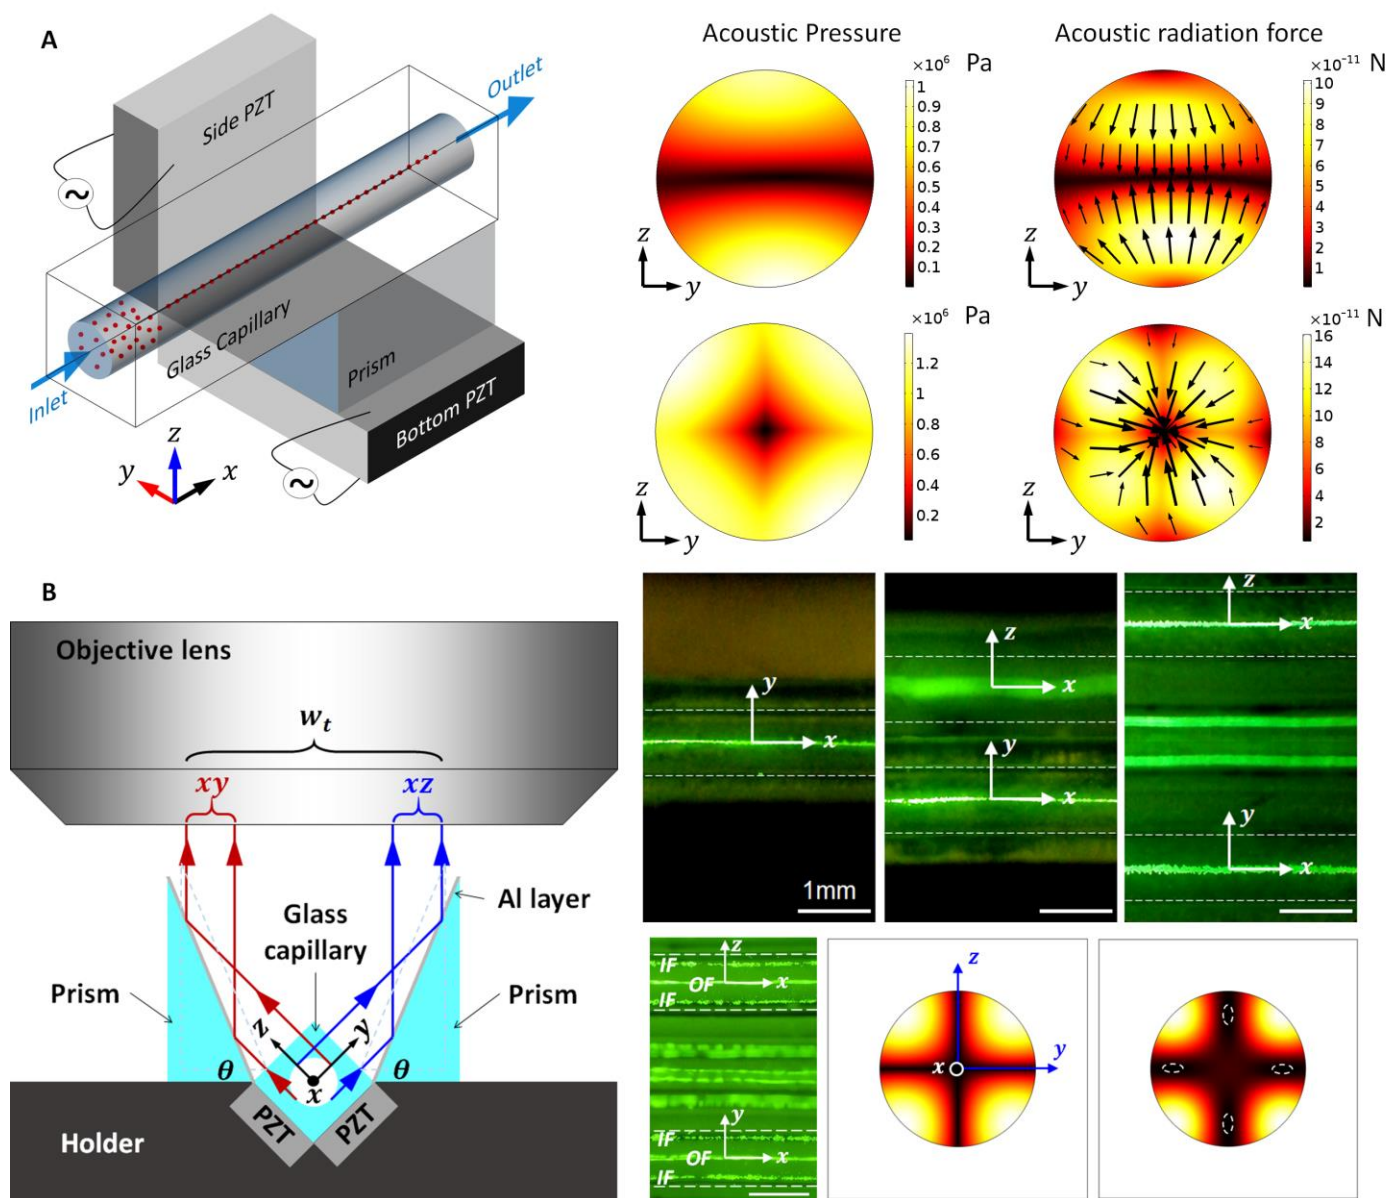 A
Side PZT
Outlet
Glass Capillary
Prism
Bottom PZT
Inlet
~
~
z
y
x
Acoustic Pressure
×10⁶ Pa
1
0.9
0.8
0.7
0.6
0.5
0.4
0.3
0.2
0.1
z
y
Acoustic radiation force
×10⁻¹¹ N
10
9
8
7
6
5
4
3
2
1
z
y
×10⁶ Pa
1.2
1
0.8
0.6
0.4
0.2
z
y
×10⁻¹¹ N
16
14
12
10
8
6
4
2
z
y
B
Objective lens
w_t
xy
xz
Al layer
Glass
capillary
Prism
Prism
z
y
x
θ
θ
PZT
PZT
Holder
y
x
1mm
z
x
y
x
z
x
y
x
z
IF
OF
x
IF
y
IF
OF
x
IF
z
y
x